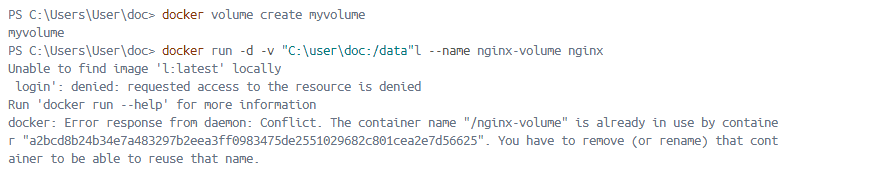 PS C:\Users\User\doc> docker volume create myvolume
myvolume
PS C:\Users\User\doc> docker run -d -v "C:\user\doc:/data"l --name nginx-volume nginx
Unable to find image 'l:latest' locally
 login': denied: requested access to the resource is denied
Run 'docker run --help' for more information
docker: Error response from daemon: Conflict. The container name "/nginx-volume" is already in use by containe
r "a2bcd8b24b34e7a483297b2eea3ff0983475de2551029682c801cea2e7d56625". You have to remove (or rename) that cont
ainer to be able to reuse that name.